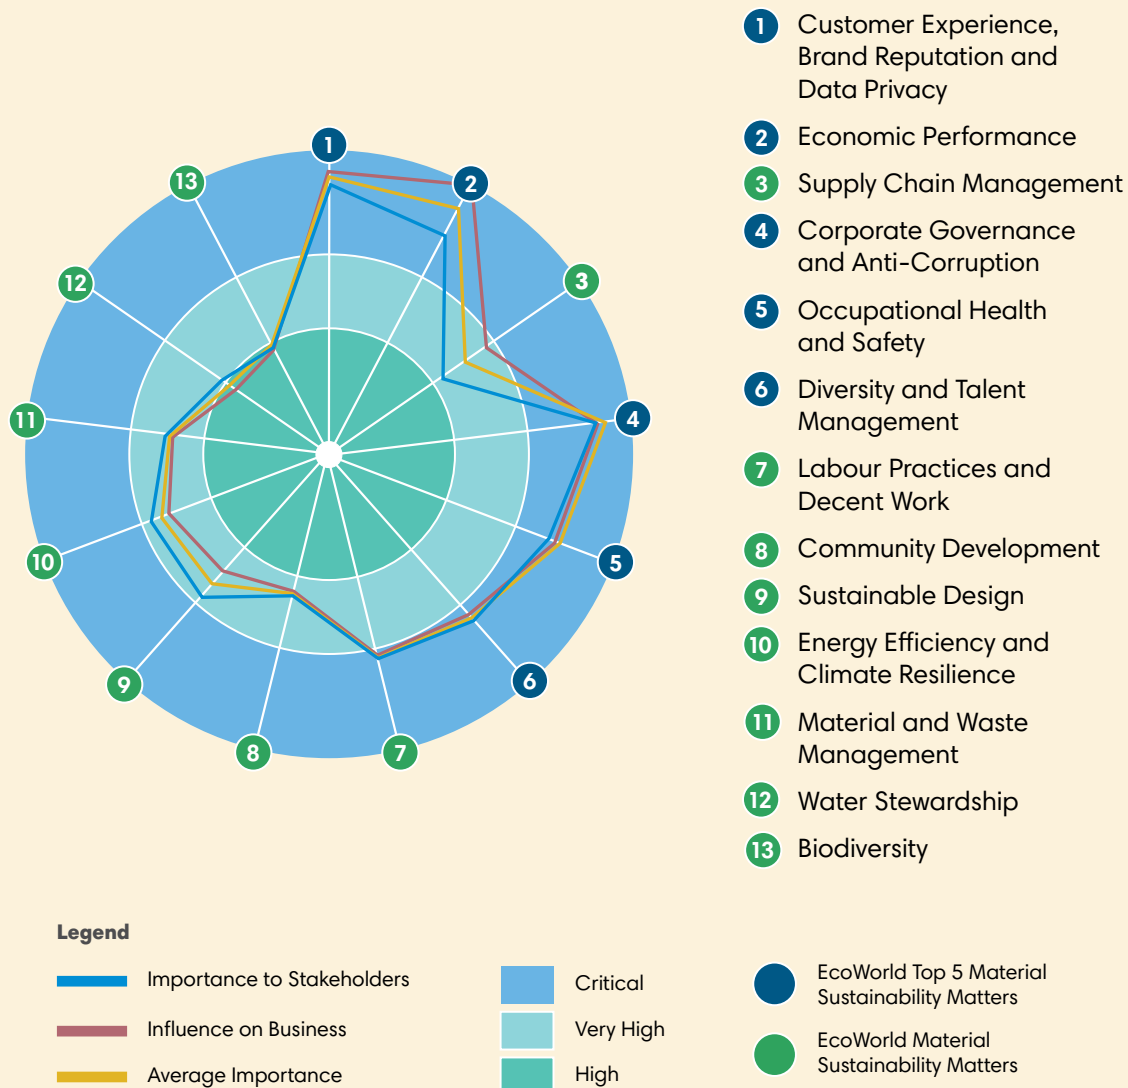 1
Customer Experience,
Brand Reputation and
Data Privacy
2
Economic Performance
3
Supply Chain Management
4
Corporate Governance
and Anti-Corruption
5
Occupational Health
and Safety
6
Diversity and Talent
Management
7
Labour Practices and
Decent Work
8
Community Development
9
Sustainable Design
10
Energy Efficiency and
Climate Resilience
11
Material and Waste
Management
12
Water Stewardship
13
Biodiversity
1
2
3
4
5
6
7
8
9
10
11
12
13
Legend
Importance to Stakeholders
Influence on Business
Average Importance
Critical
Very High
High
EcoWorld Top 5 Material
Sustainability Matters
EcoWorld Material
Sustainability Matters